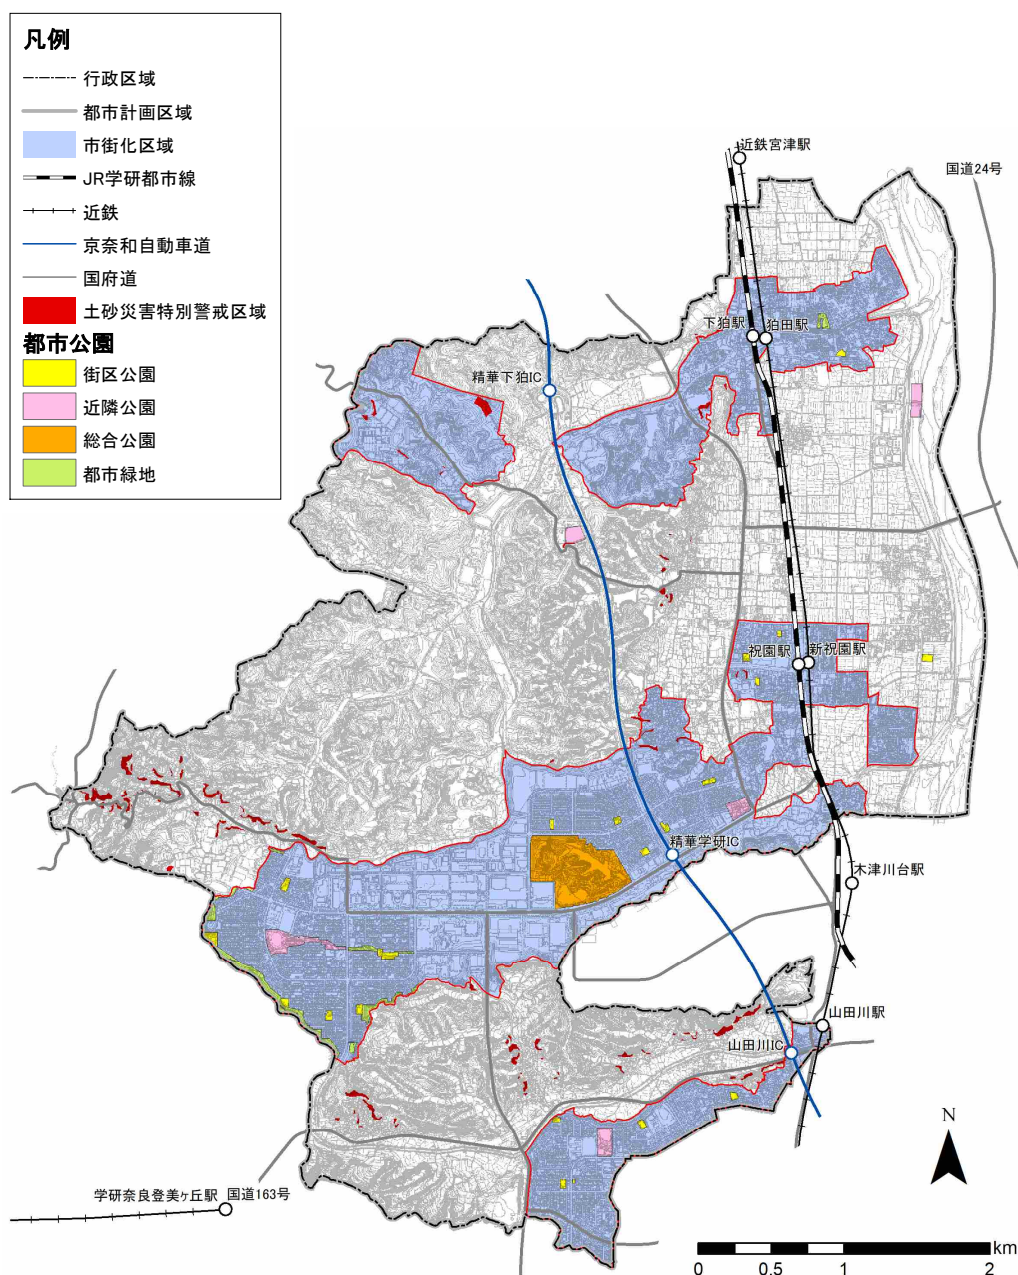 凡例
行政区域
都市計画区域
市街化区域
JR学研都市線
近鉄
京奈和自動車道
国府道
土砂災害特別警戒区域
都市公園
街区公園
近隣公園
総合公園
都市緑地
近鉄宮津駅
国道24号
下狛駅
狛田駅
精華下狛IC
祝園駅
新祝園駅
精華学研IC
木津川台駅
山田川駅
山田川IC
学研奈良登美ヶ丘駅
国道163号
N
km
0
0.5
1
2